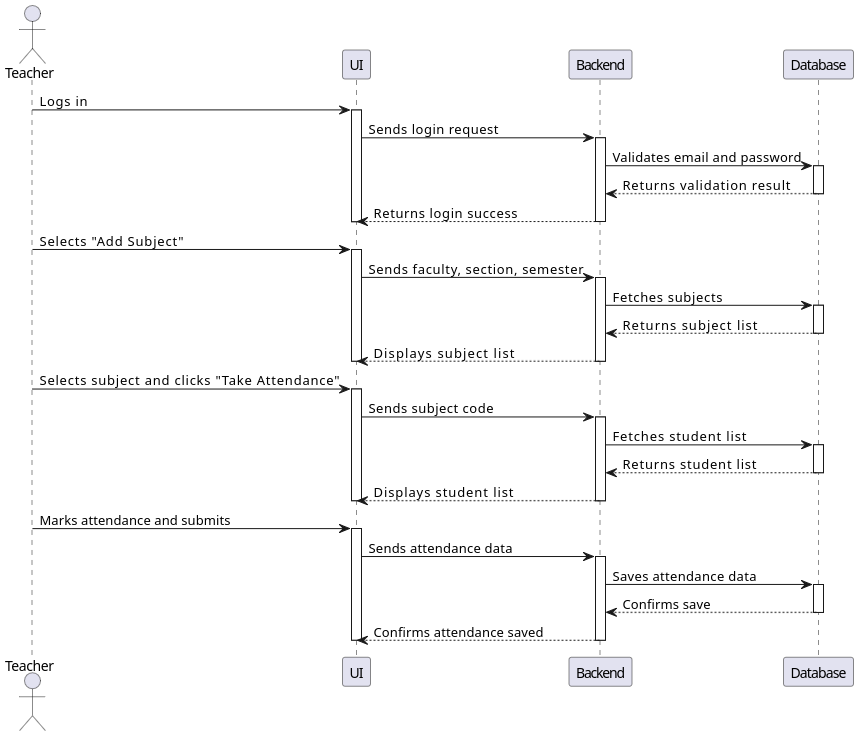 Teacher
UI
Backend
Database
Logs in
Sends login request
Validates email and password
Returns validation result
Returns login success
Selects "Add Subject"
Sends faculty, section, semester
Fetches subjects
Returns subject list
Displays subject list
Selects subject and clicks "Take Attendance"
Sends subject code
Fetches student list
Returns student list
Displays student list
Marks attendance and submits
Sends attendance data
Saves attendance data
Confirms save
Confirms attendance saved
Teacher
UI
Backend
Database